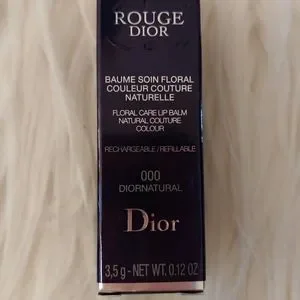 ROUGE
DIOR
BAUME SOIN FLORAL
COULEUR COUTURE
NATURELLE
FLORAL CARE LIP BALM
NATURAL COUTURE
COLOUR
RECHARGEABLE / REFILLABLE
000
DIORNATURAL
Dior
3,5 g - NET WT. 0.12 OZ